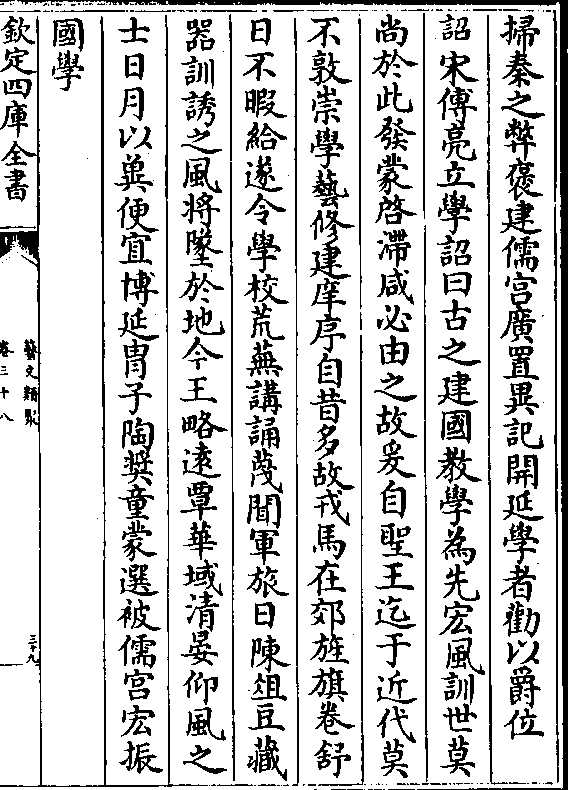 掃秦之弊褒建儒宫廣置異記開延學者勸以爵位
詔宋傅亮立學詔曰古之建國教學為先宏風訓世莫
尚於此發蒙啓滯咸必由之故爰自聖王迄于近代莫
不敦崇學藝修建庠序自昔多故戎馬在郊旌旗卷舒
日不暇給遂令學校荒蕪講誦蔑聞軍旅日陳俎豆藏
器訓誘之風將墜於地今王略逺覃華域清晏仰風之
士日月以兾便宜博延胄子陶奬童蒙選被儒宫宏振
國學
欽定四庫全書
藝文類聚
卷三十八
三十九